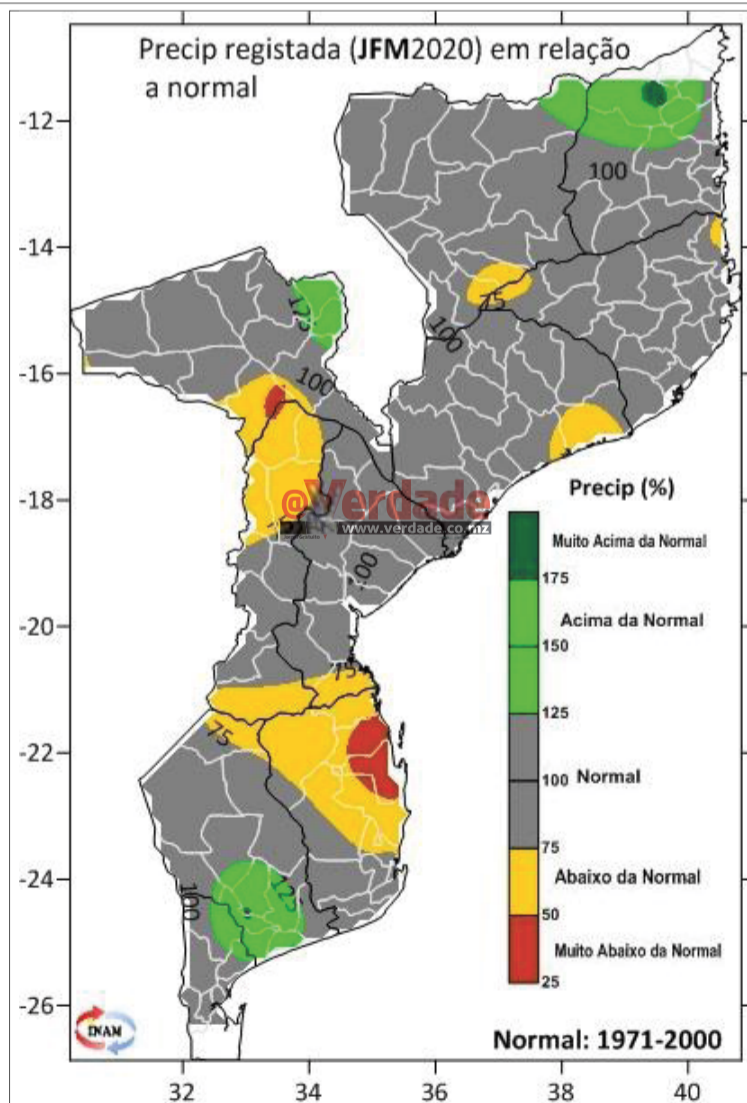 Precip registada (JFM2020) em relação
a normal
-12
-14
-16
-18
-20
-22
-24
-26
32
34
36
38
40
100
75
100
125
100
100
75
75
125
100
@Verdade
www.verdade.co.mz
Precip (%)
Muito Acima da Normal
175
Acima da Normal
150
125
100
Normal
75
Abaixo da Normal
50
Muito Abaixo da Normal
25
INAM
Normal: 1971-2000